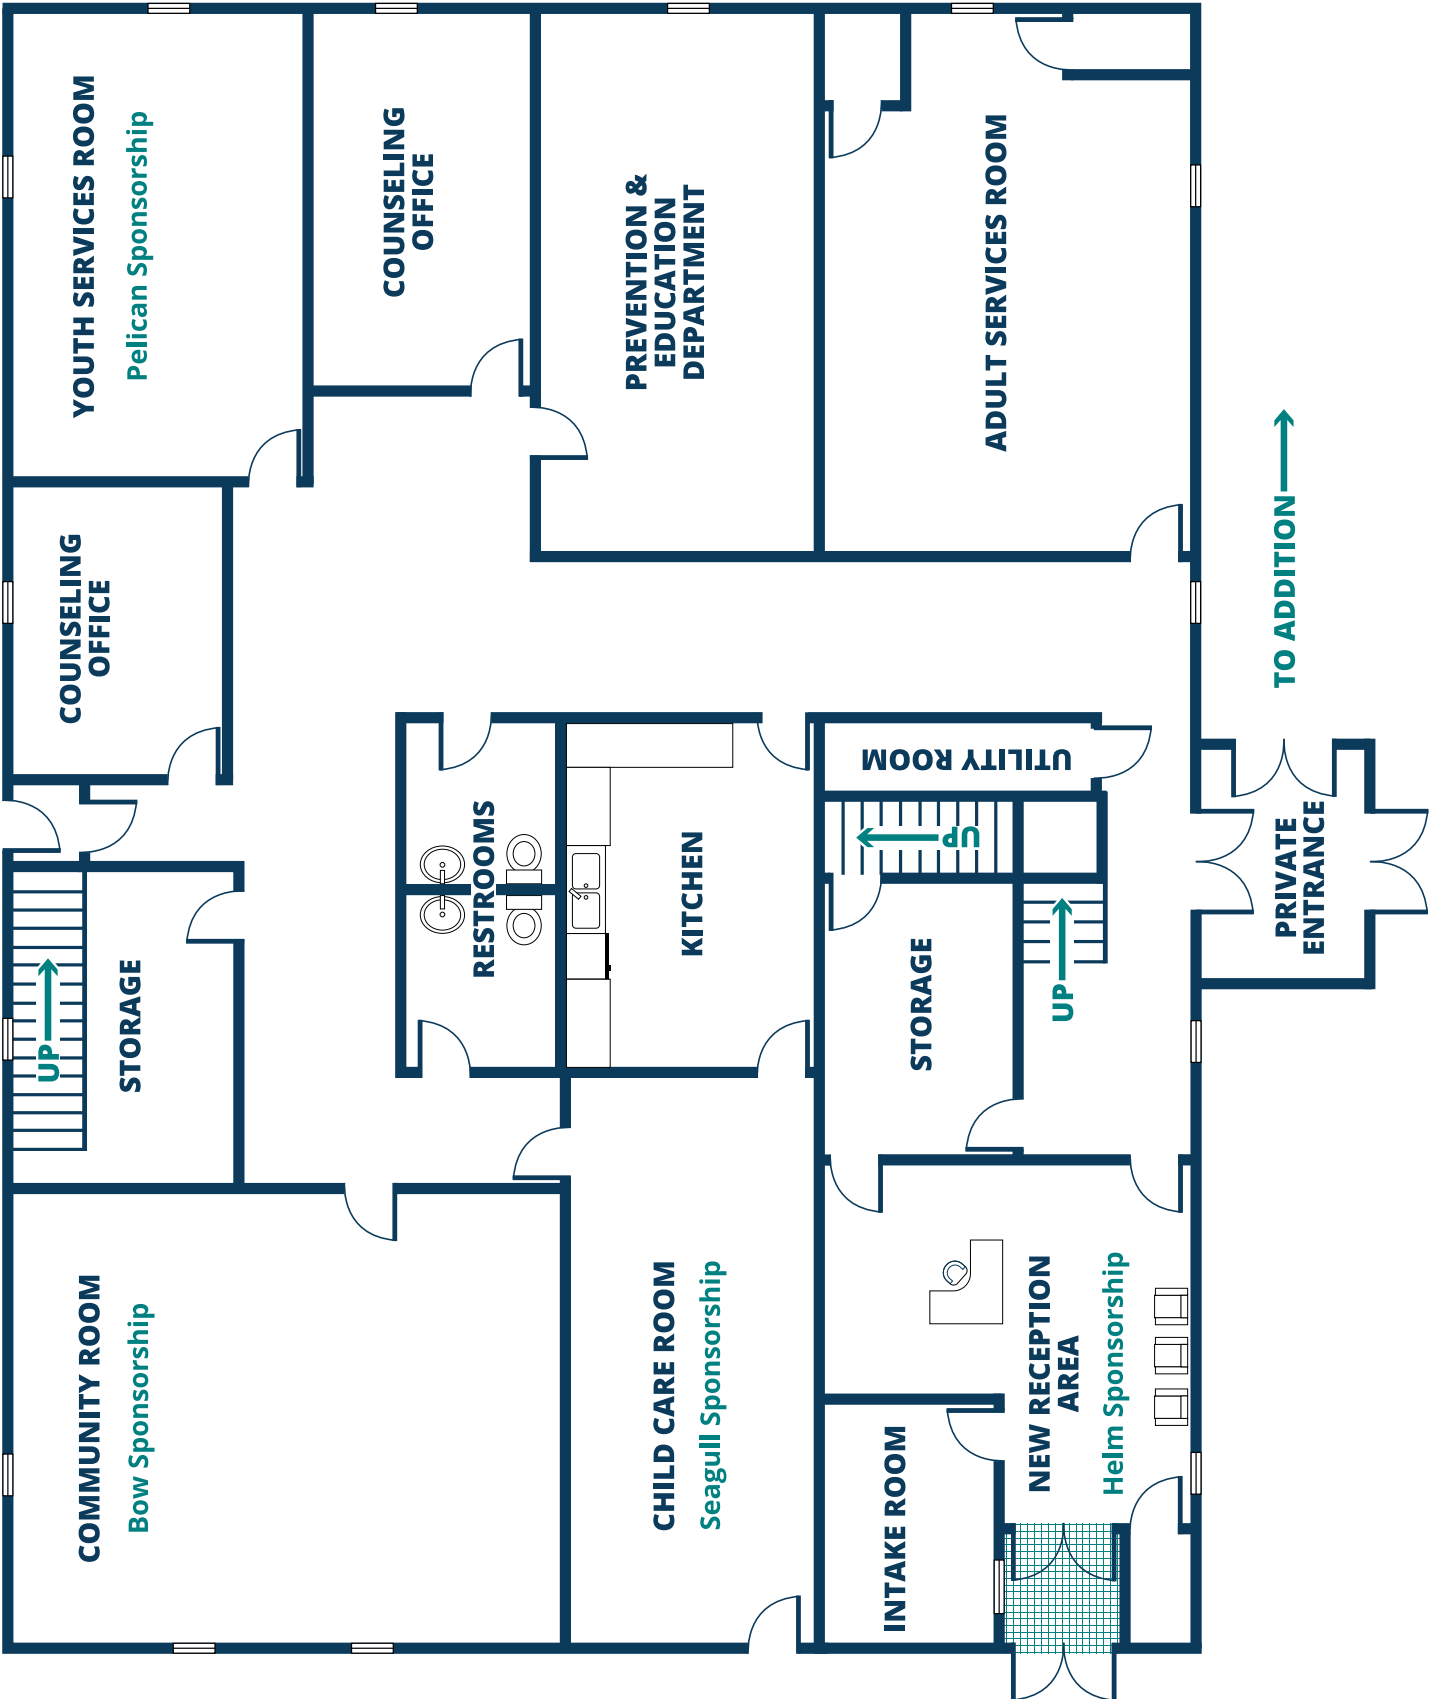 YOUTH SERVICES ROOM
Pelican Sponsorship
COUNSELING
OFFICE
PREVENTION &
EDUCATION
DEPARTMENT
ADULT SERVICES ROOM
TO ADDITION
COUNSELING
OFFICE
UTILITY ROOM
UP
RESTROOMS
KITCHEN
PRIVATE
ENTRANCE
UP
STORAGE
STORAGE
UP
COMMUNITY ROOM
Bow Sponsorship
CHILD CARE ROOM
Seagull Sponsorship
NEW RECEPTION
AREA
Helm Sponsorship
INTAKE ROOM